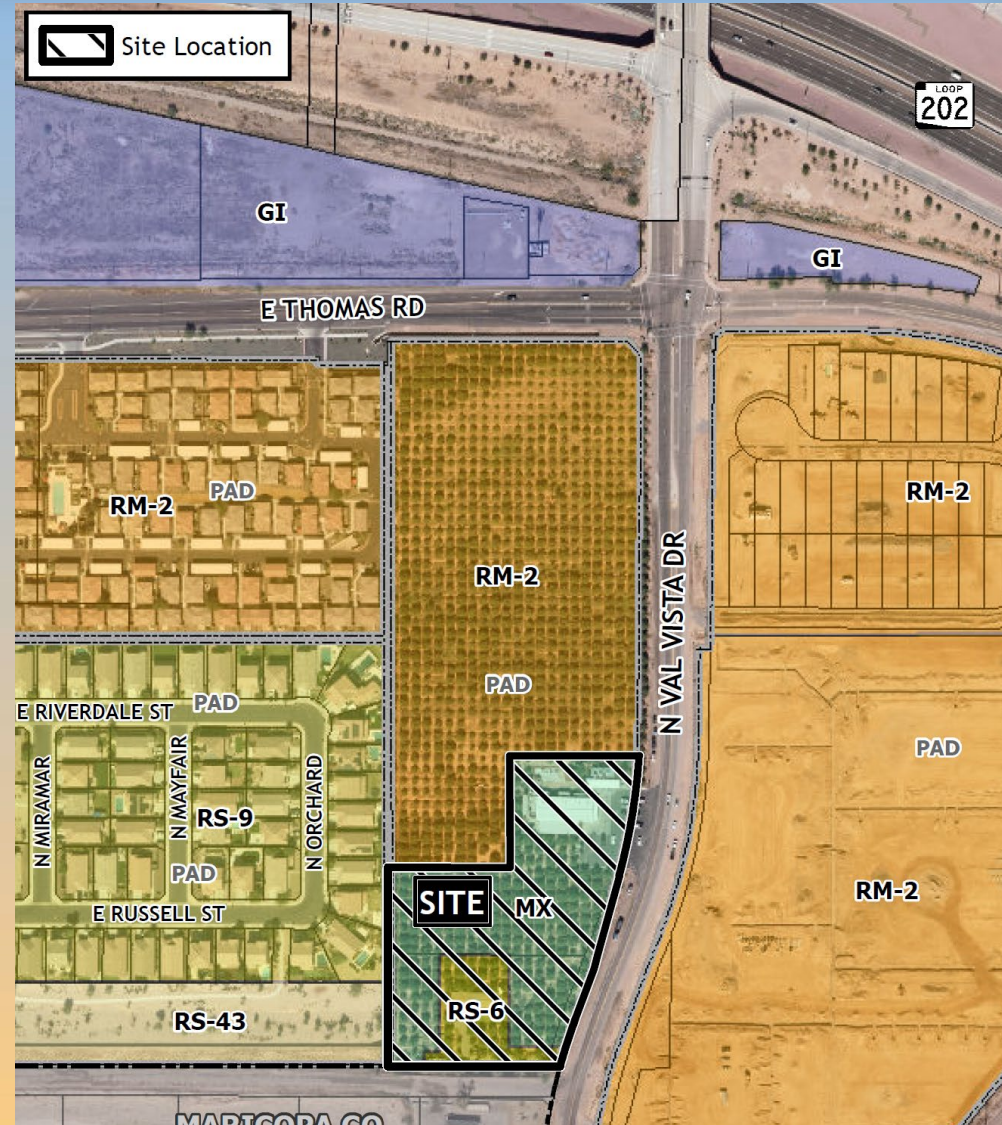 Site Location
LOOP
202
GI
GI
E THOMAS RD
RM-2
PAD
RM-2
RM-2
N VAL VISTA DR
PAD
E RIVERDALE ST
PAD
PAD
N MIRAMAR
N MAYFAIR
N ORCHARD
RS-9
PAD
RM-2
E RUSSELL ST
SITE
MX
RS-43
RS-6
MARICOPA CO